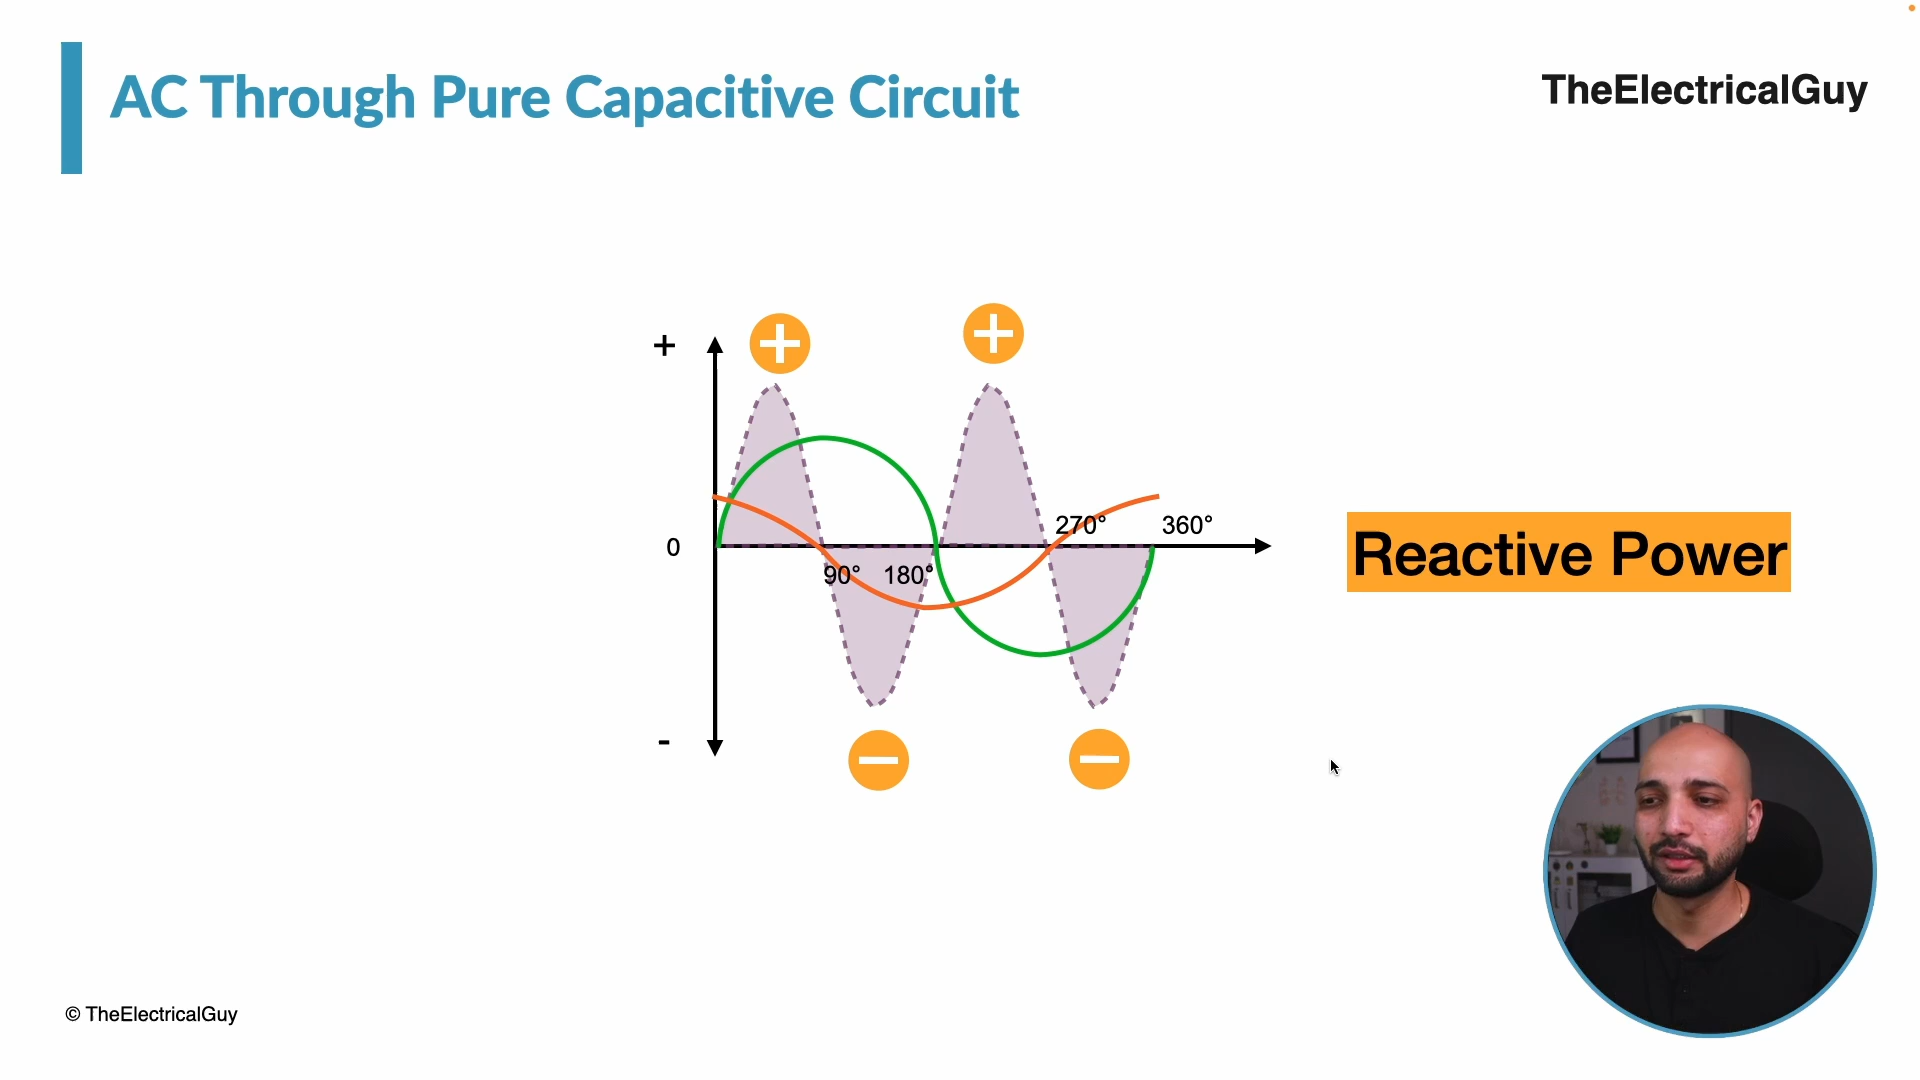 AC Through Pure Capacitive Circuit
TheElectricalGuy
+
0
90°
180°
270°
360°
-
Reactive Power
© TheElectricalGuy